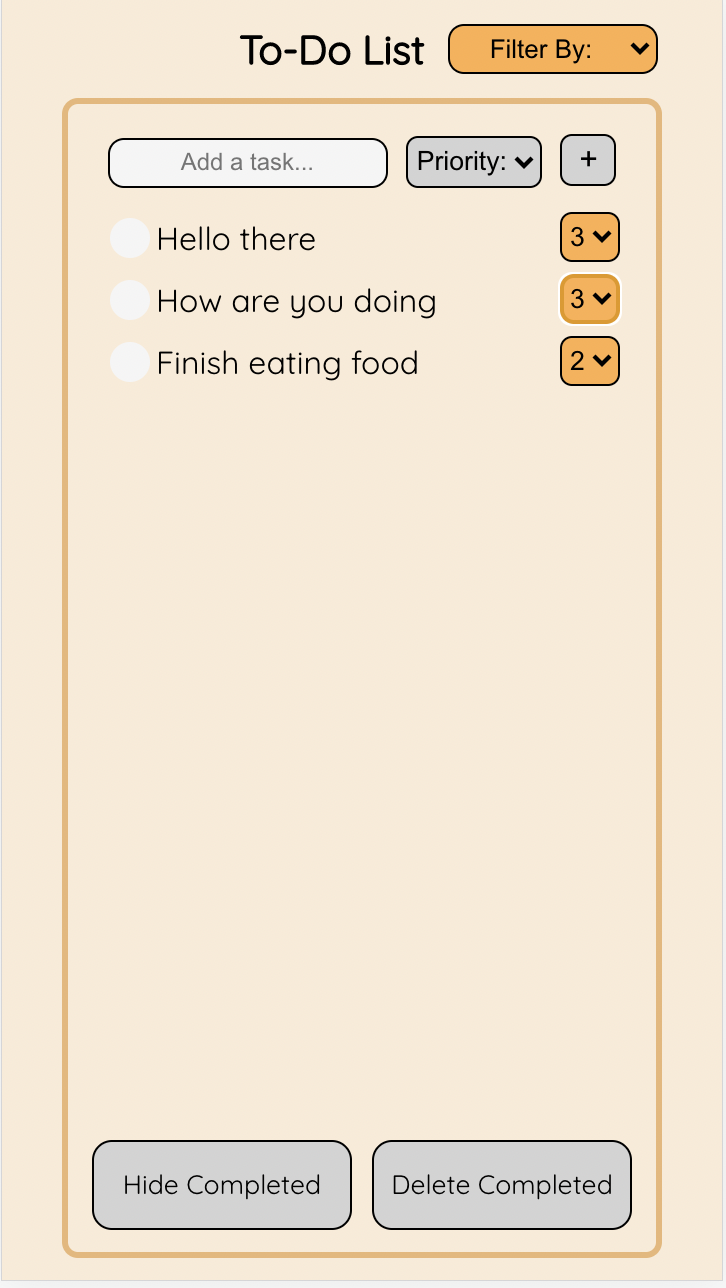 To-Do List Filter By:
Add a task... Priority: +
Hello there 3
How are you doing 3
Finish eating food 2
Hide Completed Delete Completed